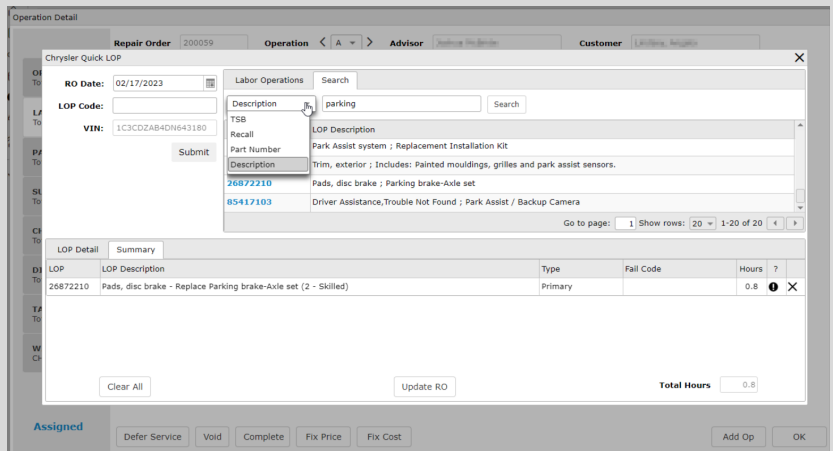 Operation Detail
Repair Order 200059 Operation < A > Advisor Customer
Chrysler Quick LOP
RO Date: 02/17/2023
LOP Code:
VIN: 1C3CDZAB4DN643180
Submit
Labor Operations Search
Description parking Search
TSB
Recall
Part Number
Description
LOP Description
Park Assist system ; Replacement Installation Kit
Trim, exterior ; Includes: Painted mouldings, grilles and park assist sensors.
26872210 Pads, disc brake ; Parking brake-Axle set
85417103 Driver Assistance,Trouble Not Found ; Park Assist / Backup Camera
Go to page: 1 Show rows: 20 1-20 of 20
LOP Detail Summary
LOP LOP Description Type Fail Code Hours ?
26872210 Pads, disc brake - Replace Parking brake-Axle set (2 - Skilled) Primary 0.8
Clear All Update RO Total Hours 0.8
Assigned
Defer Service Void Complete Fix Price Fix Cost Add Op OK